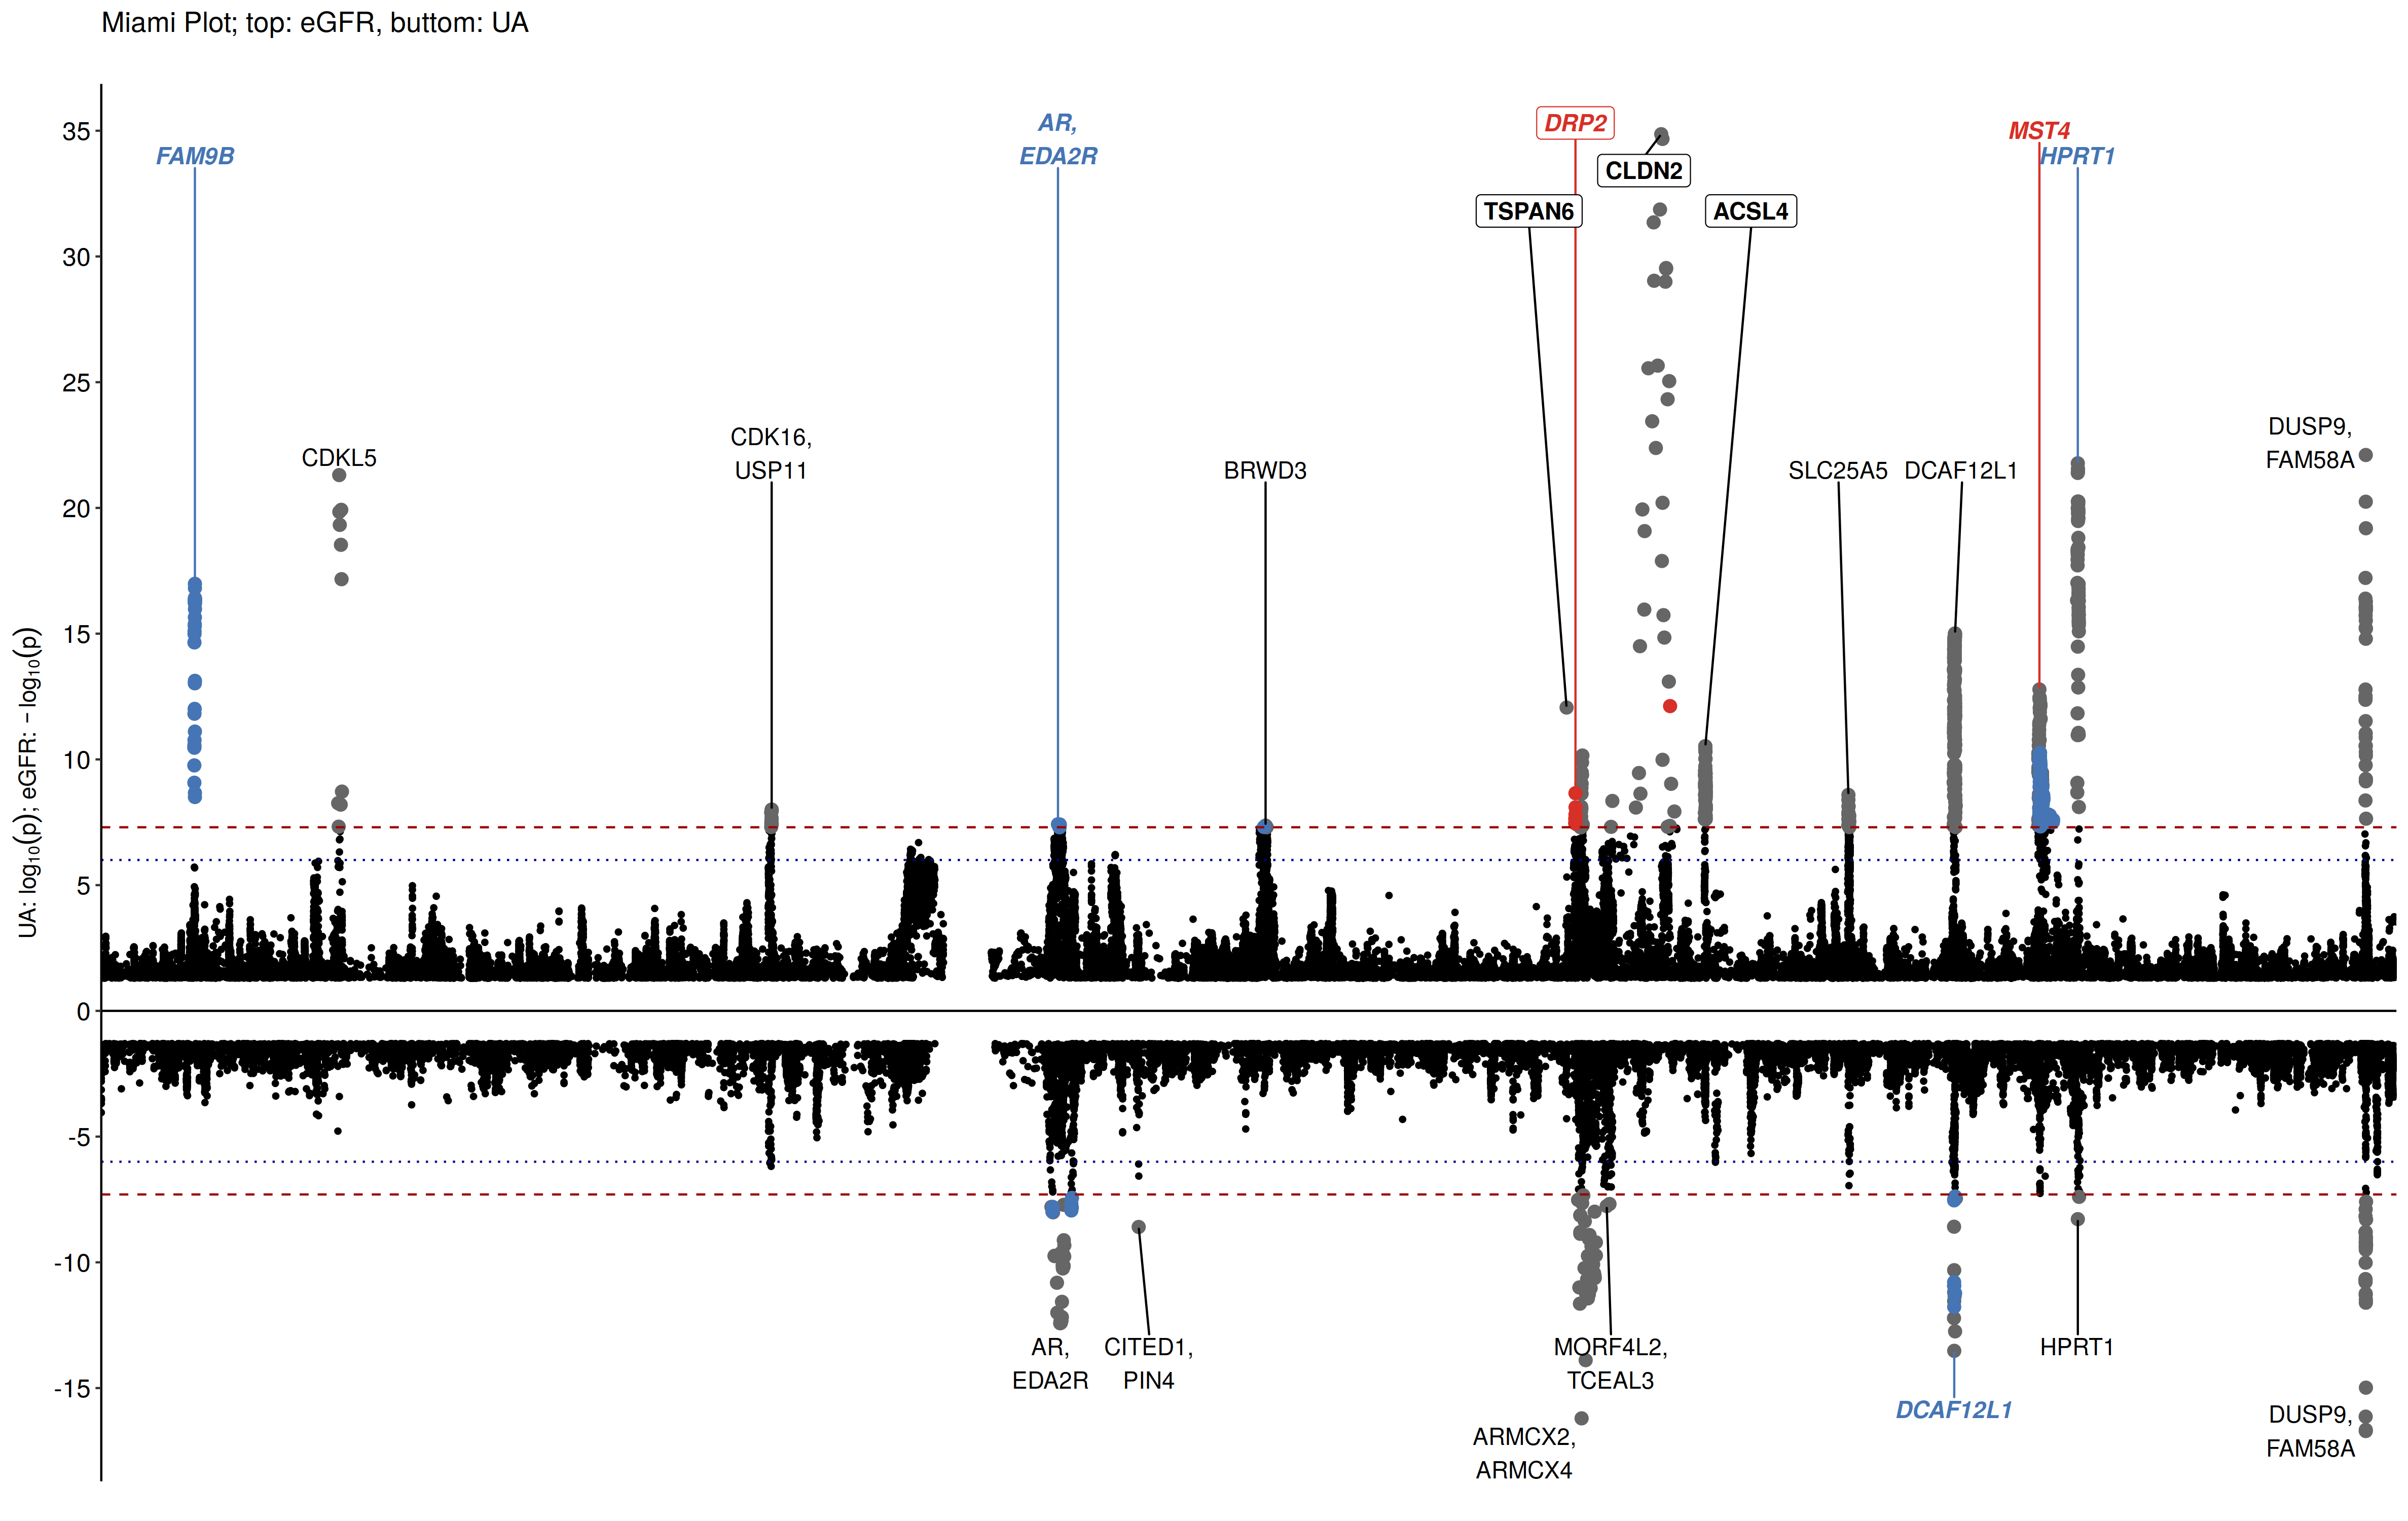 Miami Plot; top: eGFR, buttom: UA
UA: log10(p); eGFR: − log10(p)
35
30
25
20
15
10
5
0
-5
-10
-15
FAM9B
AR,
EDA2R
DRP2
MST4
HPRT1
CLDN2
TSPAN6
ACSL4
CDKL5
CDK16,
USP11
BRWD3
SLC25A5
DCAF12L1
DUSP9,
FAM58A
AR,
EDA2R
CITED1,
PIN4
MORF4L2,
TCEAL3
HPRT1
DCAF12L1
ARMCX2,
ARMCX4
DUSP9,
FAM58A